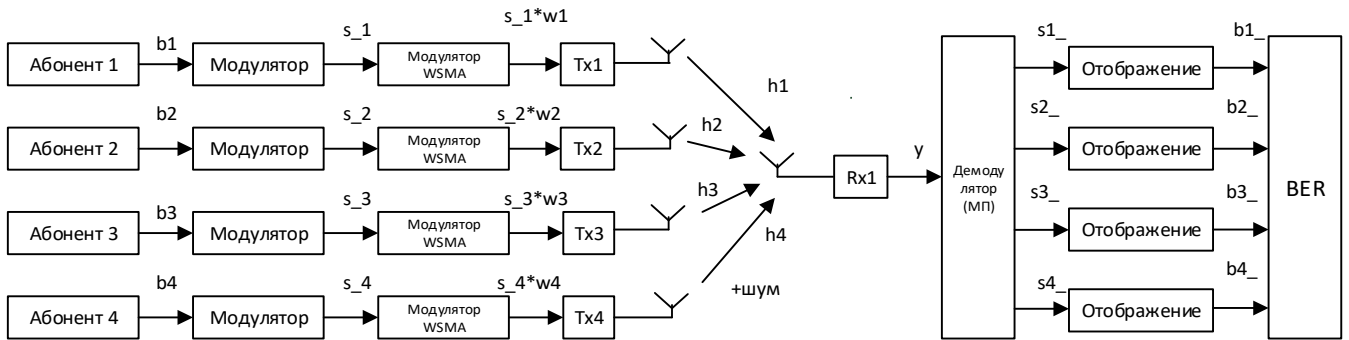 Абонент 1
b1
Модулятор
s_1
Модулятор
WSMA
s_1*w1
Tx1
h1
Абонент 2
b2
Модулятор
s_2
Модулятор
WSMA
s_2*w2
Tx2
h2
Абонент 3
b3
Модулятор
s_3
Модулятор
WSMA
s_3*w3
Tx3
h3
Абонент 4
b4
Модулятор
s_4
Модулятор
WSMA
s_4*w4
Tx4
h4
+шум
Rx1
y
Демоду
лятор
(МП)
s1_
Отображение
b1_
s2_
Отображение
b2_
s3_
Отображение
b3_
s4_
Отображение
b4_
BER